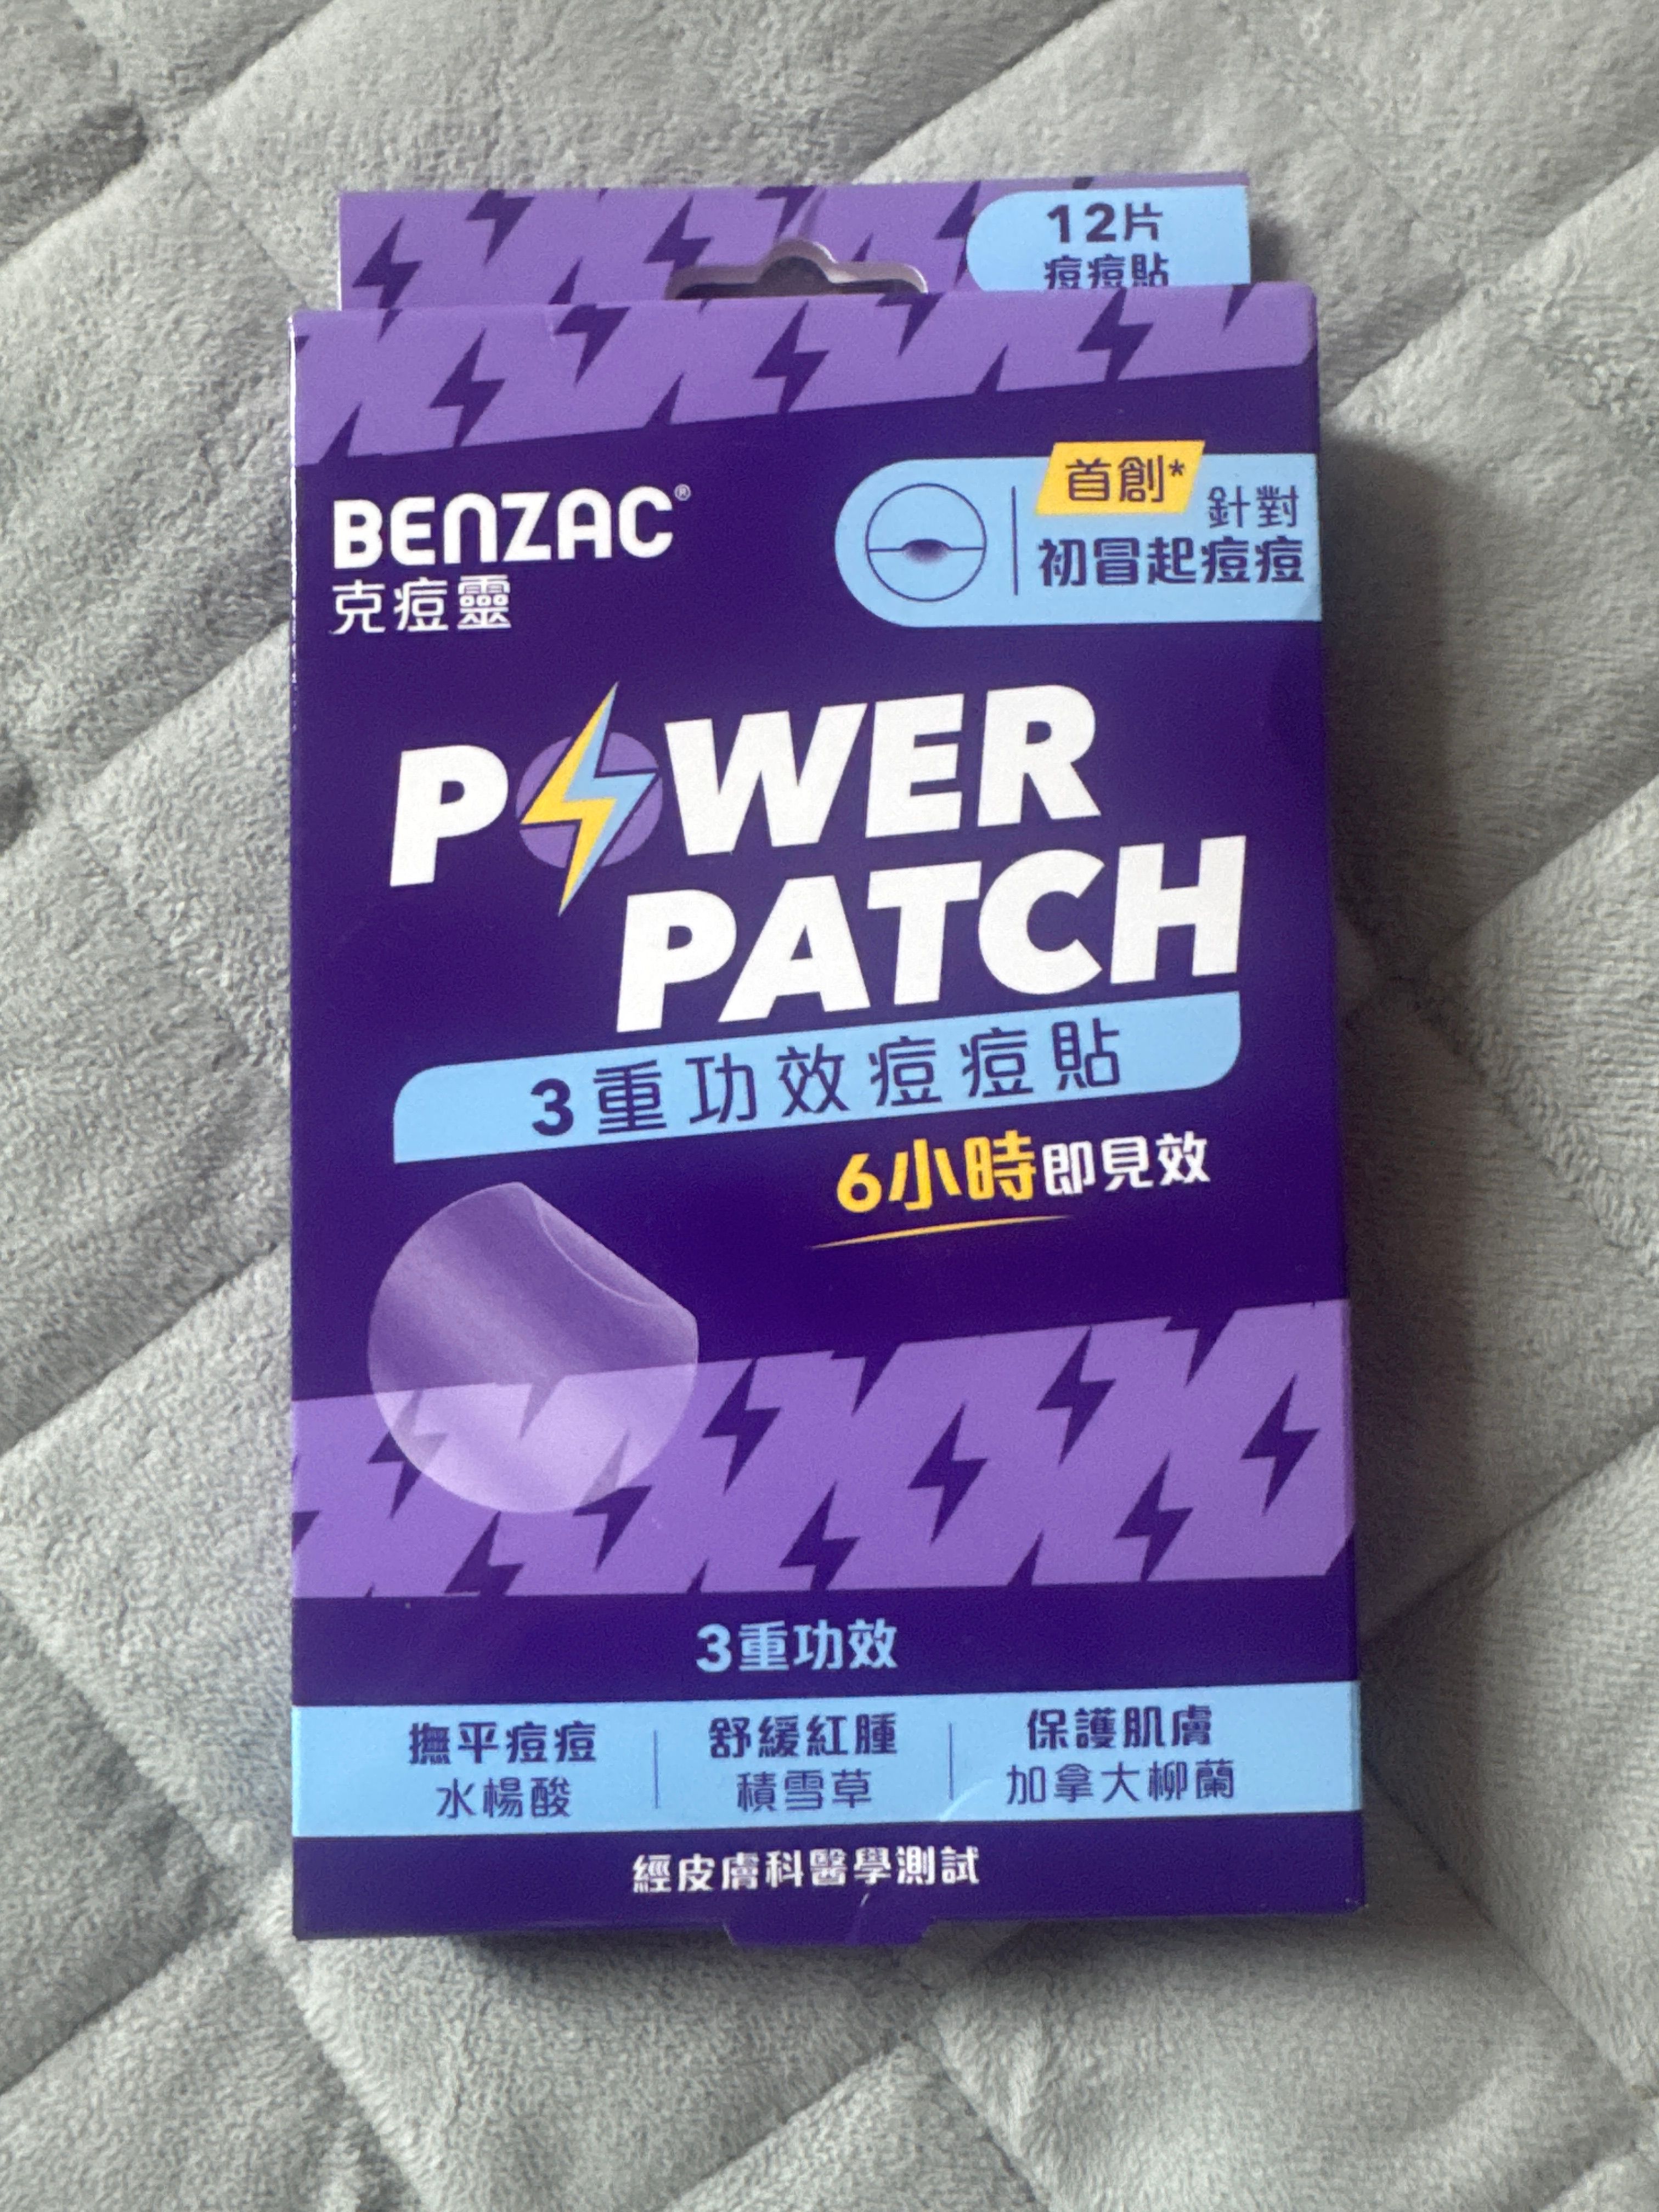 12片
痘痘貼
BENZAC®
克痘靈
首創*
針對
初冒起痘痘
POWER
PATCH
3重功效痘痘貼
6小時即見效
3重功效
撫平痘痘
水楊酸
舒緩紅腫
積雪草
保護肌膚
加拿大柳蘭
經皮膚科醫學測試